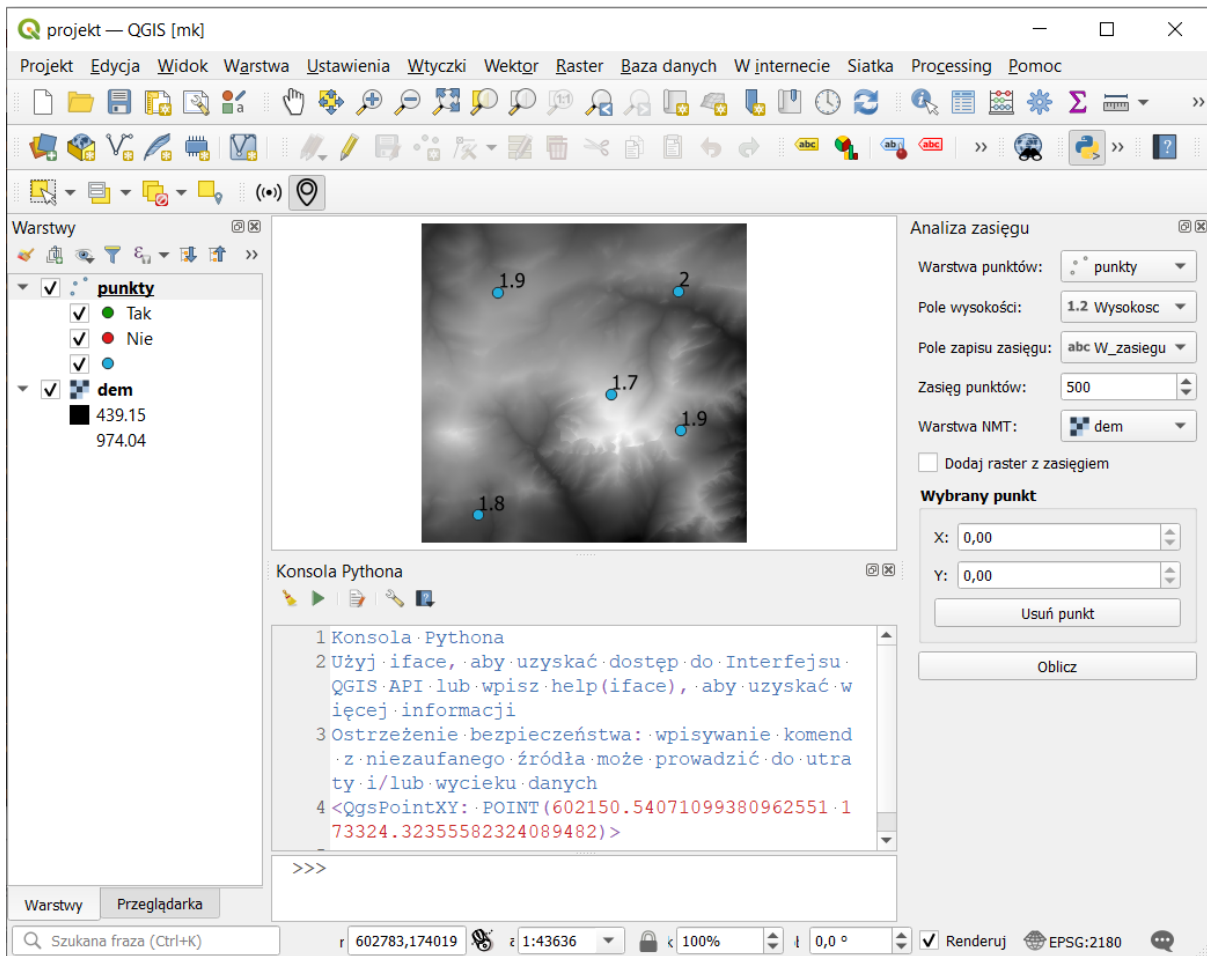 projekt — QGIS [mk]
Projekt Edycja Widok Warstwa Ustawienia Wtyczki Wektor Raster Baza danych W internecie Siatka Processing Pomoc
Warstwy
punkty
Tak
Nie
dem
439.15
974.04
Warstwy
Przeglądarka
1.9
2
1.7
1.9
1.8
Konsola Pythona
1 Konsola·Pythona
2 Użyj·iface,·aby·uzyskać·dostęp·do·Interfejsu·
QGIS·API·lub·wpisz·help(iface),·aby·uzyskać·w
ięcej·informacji
3 Ostrzeżenie·bezpieczeństwa:·wpisywanie·komend
·z·niezaufanego·źródła·może·prowadzić·do·utra
ty·i/lub·wycieku·danych
4 <QgsPointXY:·POINT(602150.54071099380962551·1
73324.32355582324089482)>
>>>
Analiza zasięgu
Warstwa punktów: punkty
Pole wysokości: 1.2 Wysokosc
Pole zapisu zasięgu: abc W_zasiegu
Zasięg punktów: 500
Warstwa NMT: dem
Dodaj raster z zasięgiem
Wybrany punkt
X: 0,00
Y: 0,00
Usuń punkt
Oblicz
Szukana fraza (Ctrl+K)
602783,174019
1:43636
100%
0,0 °
Renderuj
EPSG:2180